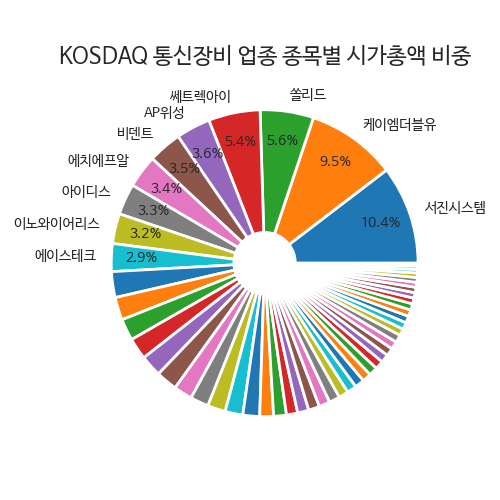 KOSDAQ 통신장비 업종 종목별 시가총액 비중
서진시스템
10.4%
케이엠더블유
9.5%
쏠리드
5.6%
쎄트렉아이
5.4%
AP위성
3.6%
비덴트
3.5%
에치에프알
3.4%
아이디스
3.3%
이노와이어리스
3.2%
에이스테크
2.9%